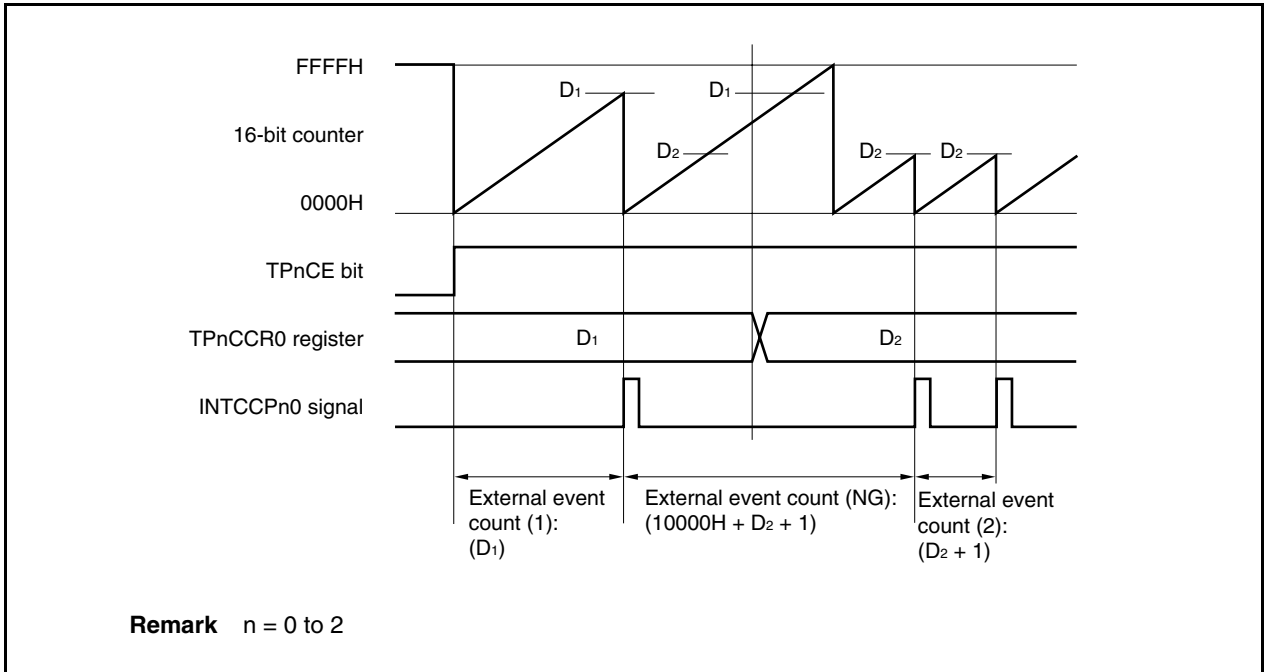 FFFFH
D1
D1
16-bit counter
D2
D2
D2
0000H
TPnCE bit
TPnCCR0 register
D1
D2
INTCCPn0 signal
External event
count (1):
(D1)
External event count (NG):
(10000H + D2 + 1)
External event
count (2):
(D2 + 1)
Remark n = 0 to 2